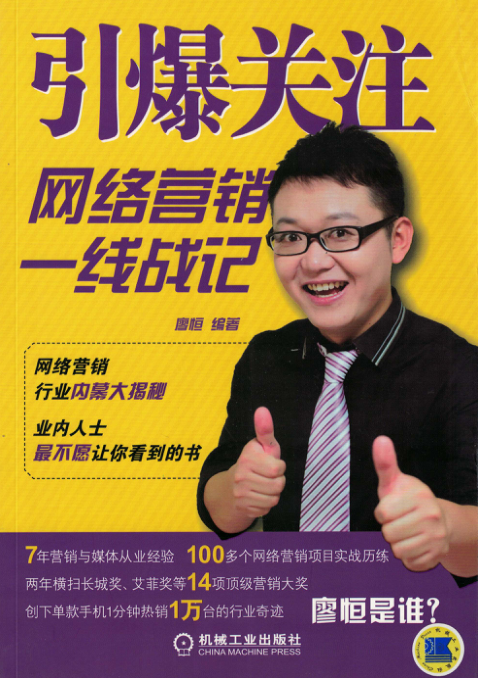 引爆关注
网络营销
一线战记
廖恒 编著
网络营销
行业内幕大揭秘
业内人士
最不愿让你看到的书
7年营销与媒体从业经验 100多个网络营销项目实战历练
两年横扫长城奖、艾菲奖等14项顶级营销大奖
创下单款手机1分钟热销1万台的行业奇迹
廖恒是谁?
机械工业出版社
CHINA MACHINE PRESS